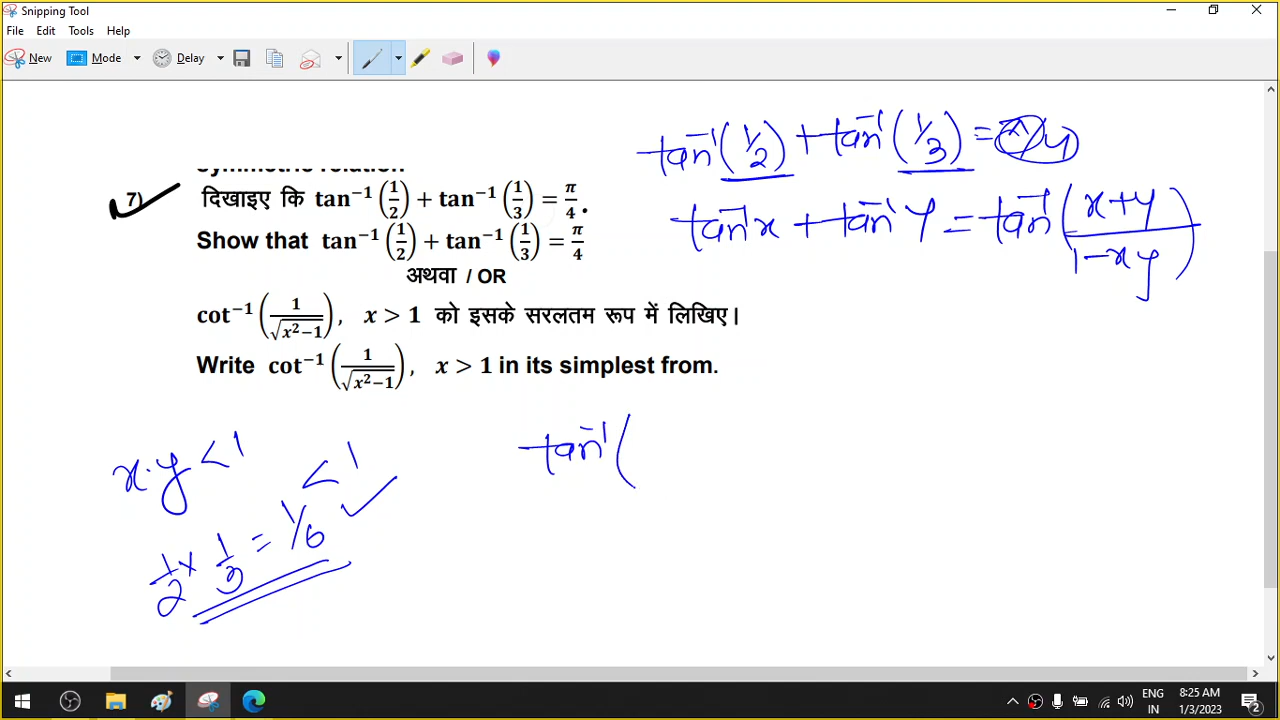 Snipping Tool
File Edit Tools Help
New Mode Delay
tan⁻¹(1/2) + tan⁻¹(1/3) = π/4
7) दिखाइए कि tan⁻¹(1/2) + tan⁻¹(1/3) = π/4.
tan⁻¹x + tan⁻¹y = tan⁻¹((x+y)/(1-xy))
Show that tan⁻¹(1/2) + tan⁻¹(1/3) = π/4
अथवा / OR
cot⁻¹(1/√(x²−1)), x > 1 को इसके सरलतम रूप में लिखिए।
Write cot⁻¹(1/√(x²−1)), x > 1 in its simplest from.
x·y < 1
tan⁻¹(
< 1
1/2 × 1/3 = 1/6
ENG
IN
8:25 AM
1/3/2023
2